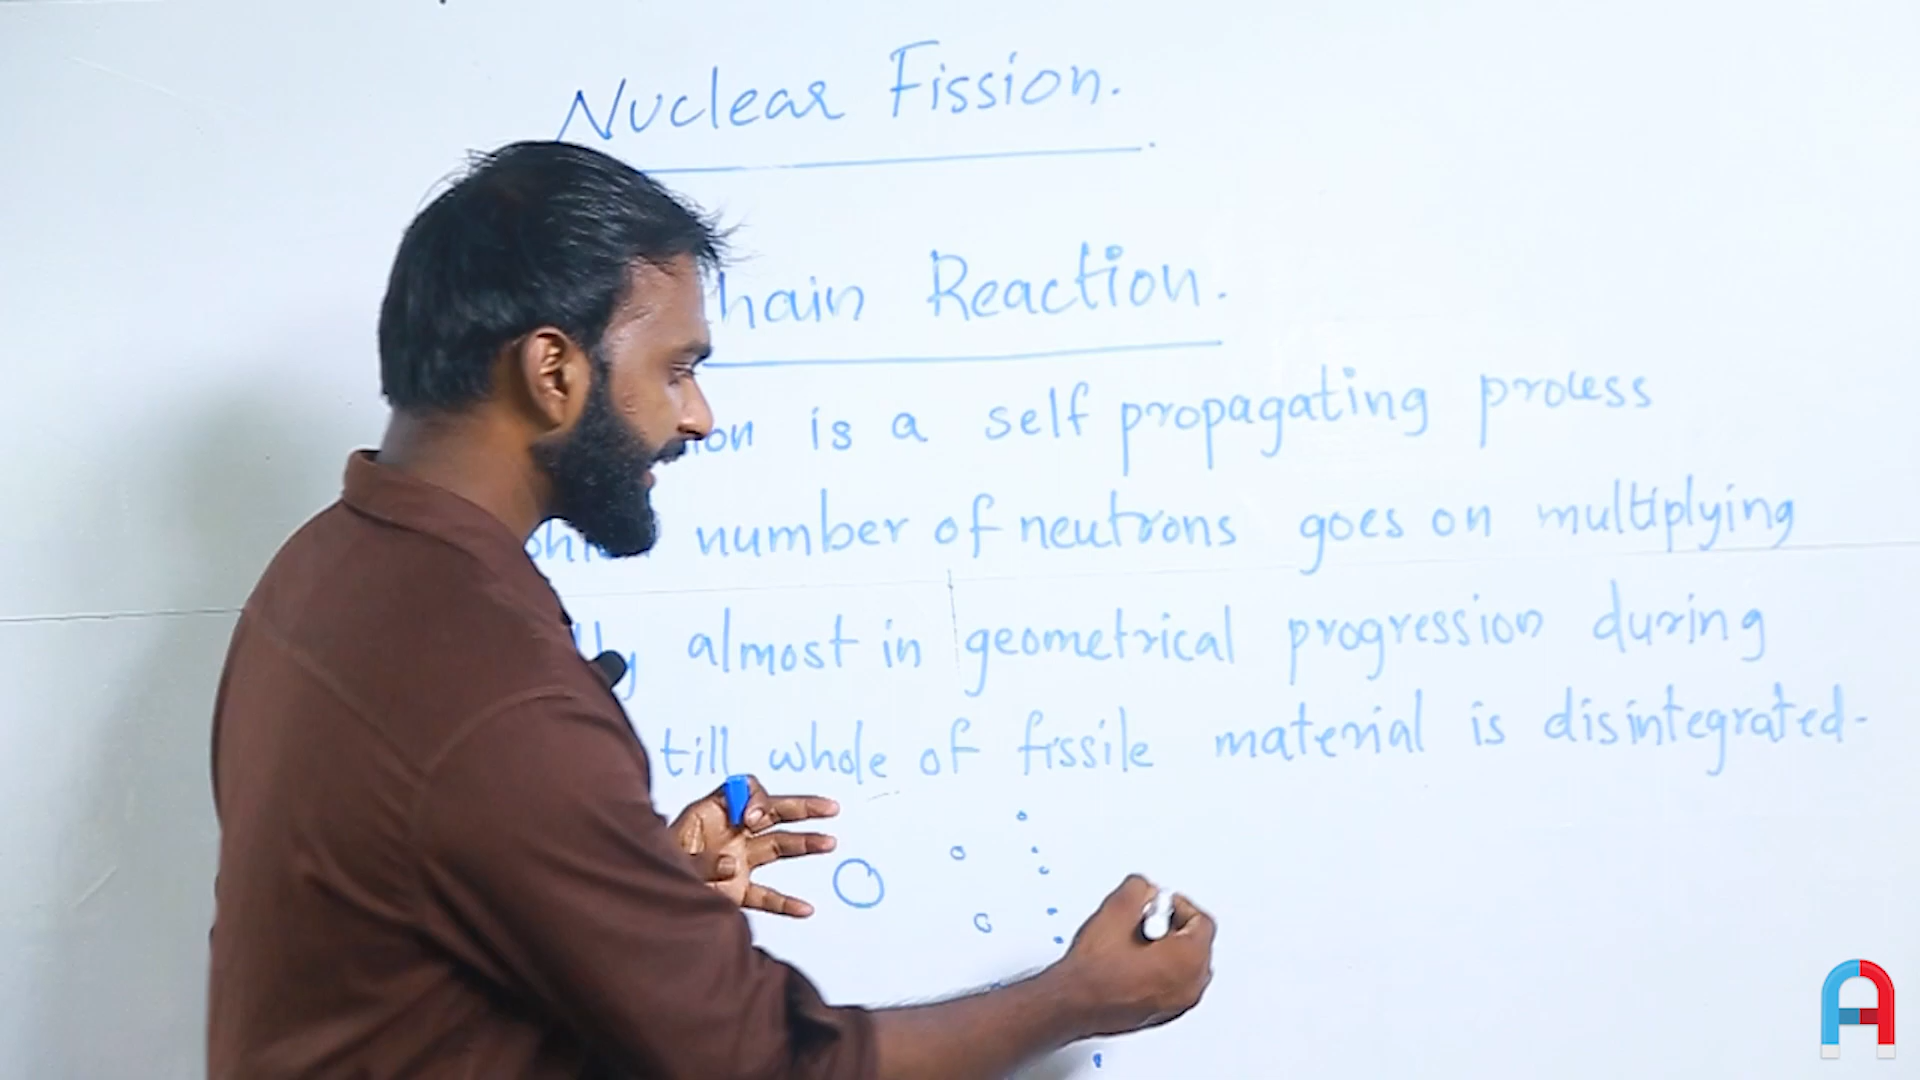 Nuclear Fission.
hain Reaction.
is a self propagating process
number of neutrons goes on multiplying
almost in geometrical progression during
till whole of fissile material is disintegrated.